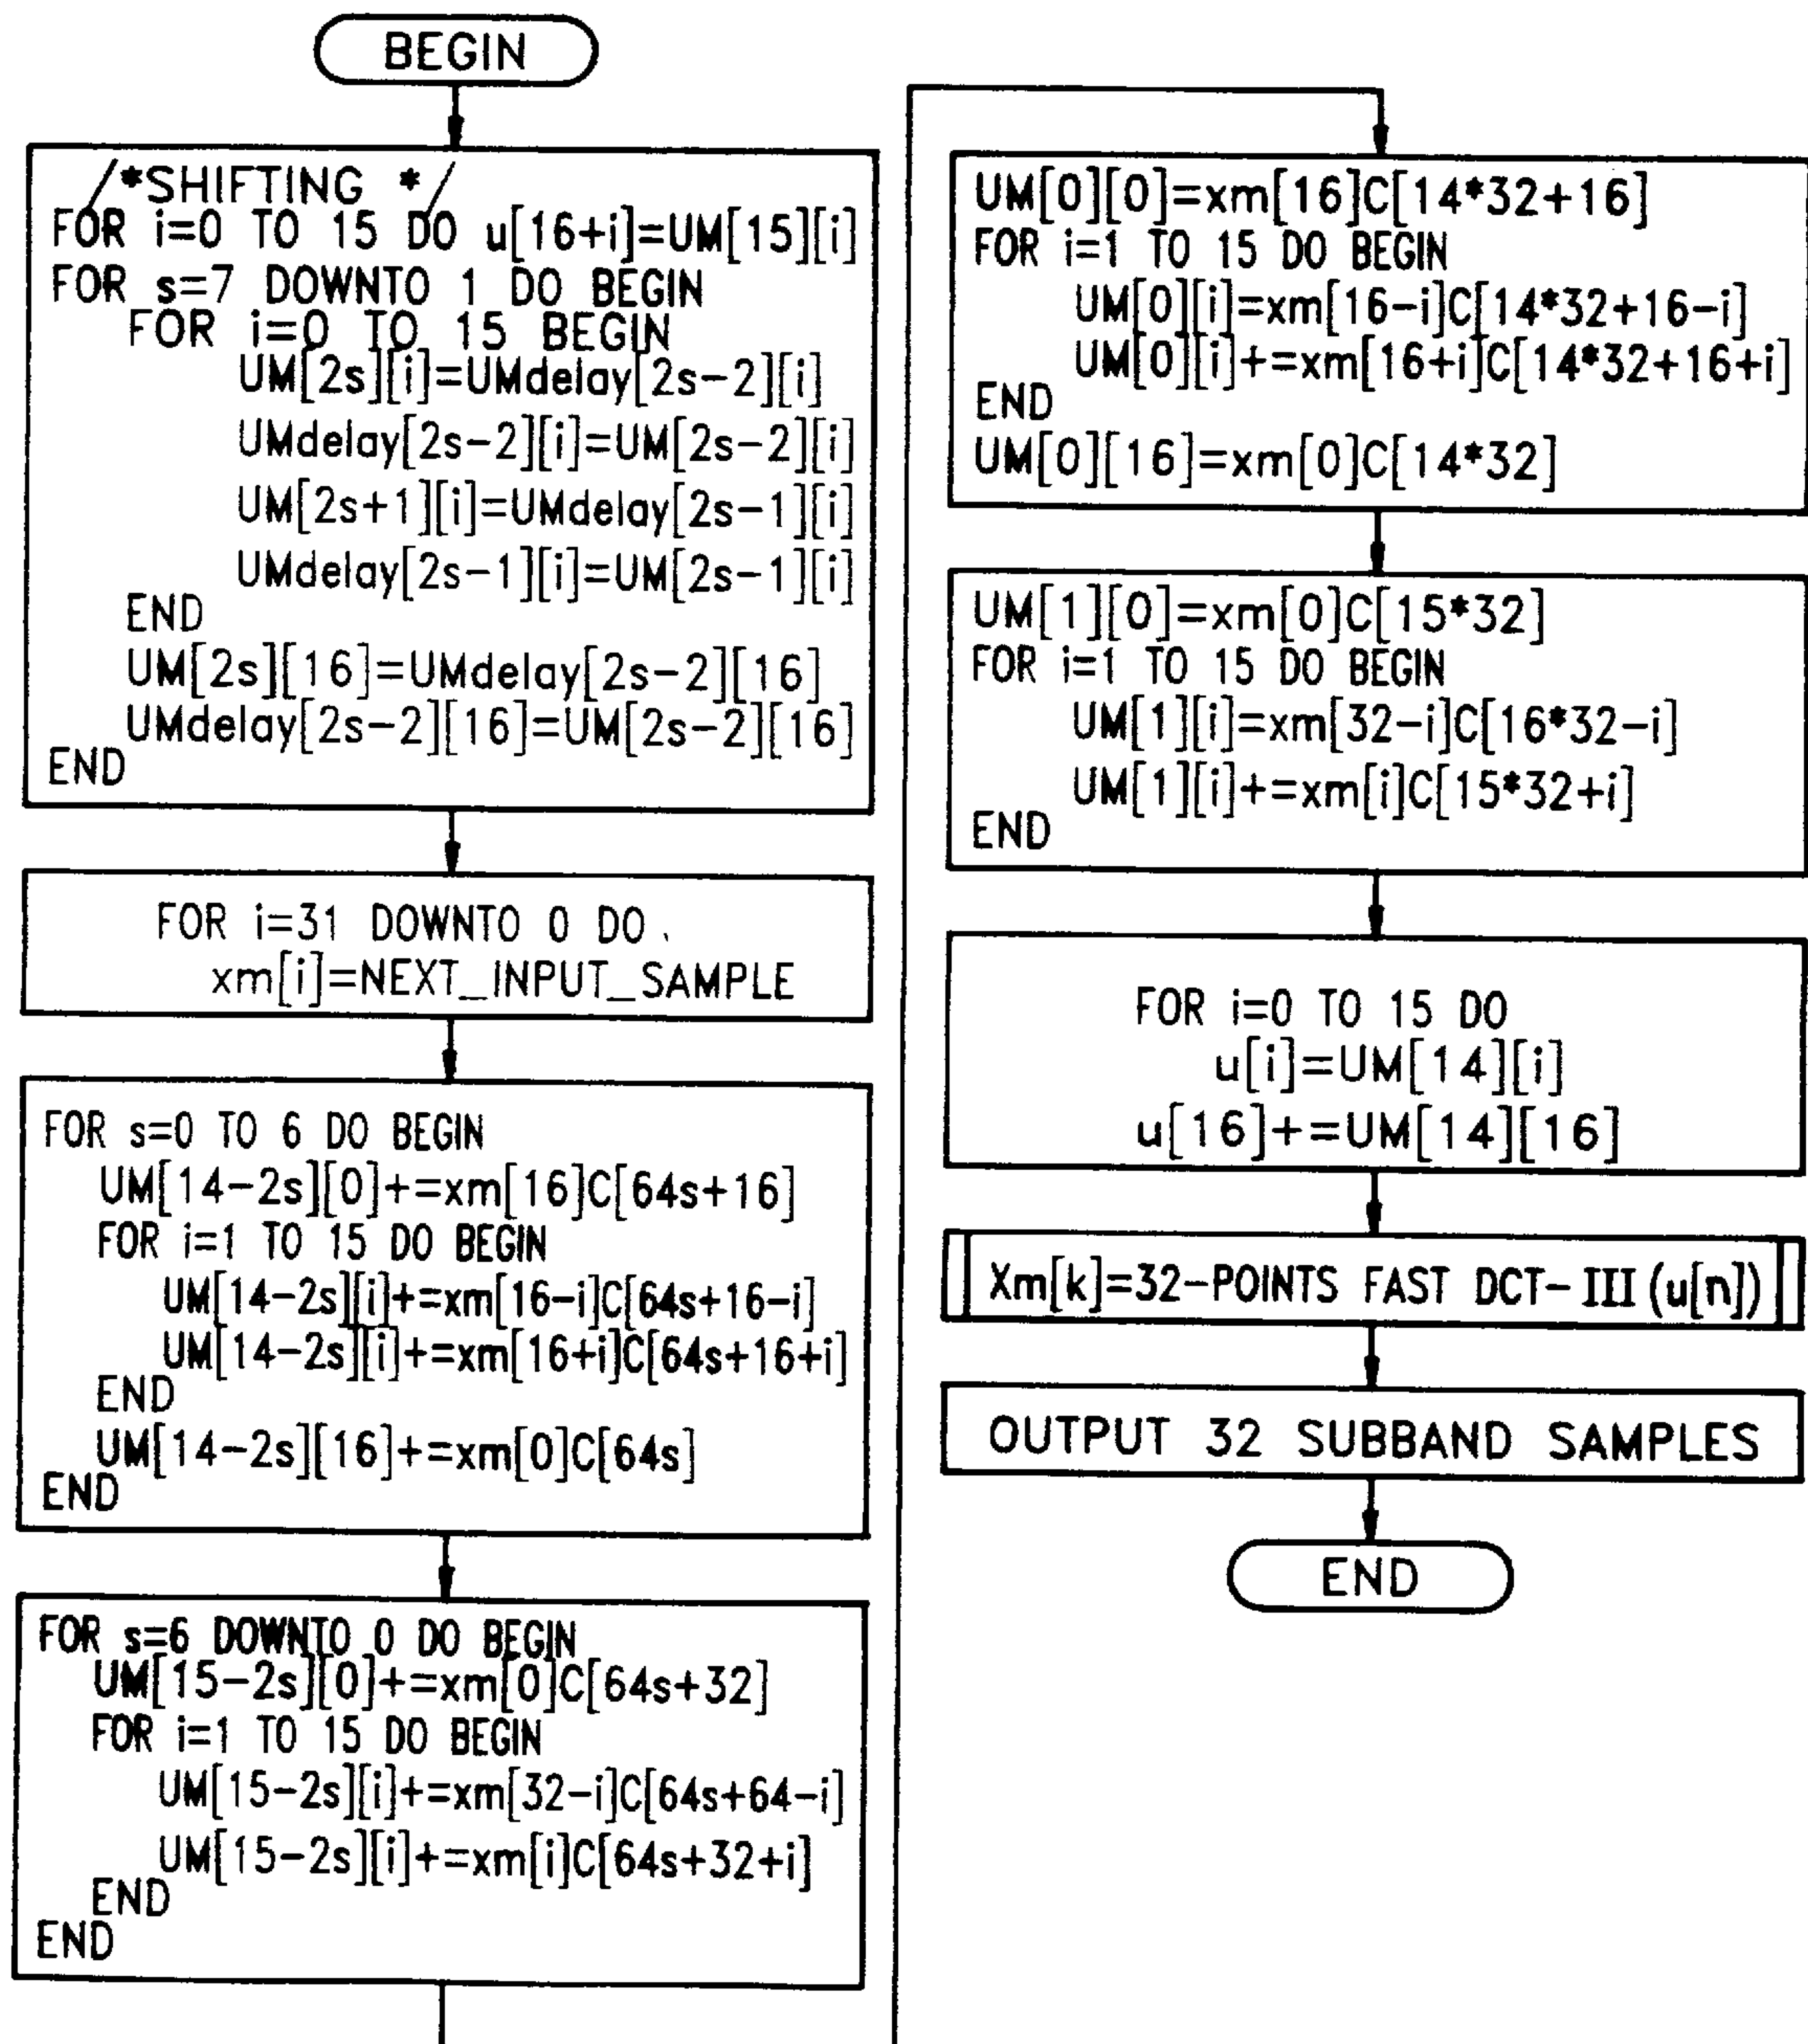 BEGIN
/*SHIFTING */
FOR i=0 TO 15 DO u[16+i]=UM[15][i]
FOR s=7 DOWNTO 1 DO BEGIN
FOR i=0 TO 15 BEGIN
UM[2s][i]=UMdelay[2s-2][i]
UMdelay[2s-2][i]=UM[2s-2][i]
UM[2s+1][i]=UMdelay[2s-1][i]
UMdelay[2s-1][i]=UM[2s-1][i]
END
UM[2s][16]=UMdelay[2s-2][16]
UMdelay[2s-2][16]=UM[2s-2][16]
END
FOR i=31 DOWNTO 0 DO
xm[i]=NEXT_INPUT_SAMPLE
FOR s=0 TO 6 DO BEGIN
UM[14-2s][0]+=xm[16]C[64s+16]
FOR i=1 TO 15 DO BEGIN
UM[14-2s][i]+=xm[16-i]C[64s+16-i]
UM[14-2s][i]+=xm[16+i]C[64s+16+i]
END
UM[14-2s][16]+=xm[0]C[64s]
END
FOR s=6 DOWNTO 0 DO BEGIN
UM[15-2s][0]+=xm[0]C[64s+32]
FOR i=1 TO 15 DO BEGIN
UM[15-2s][i]+=xm[32-i]C[64s+64-i]
UM[15-2s][i]+=xm[i]C[64s+32+i]
END
END
UM[0][0]=xm[16]C[14*32+16]
FOR i=1 TO 15 DO BEGIN
UM[0][i]=xm[16-i]C[14*32+16-i]
UM[0][i]+=xm[16+i]C[14*32+16+i]
END
UM[0][16]=xm[0]C[14*32]
UM[1][0]=xm[0]C[15*32]
FOR i=1 TO 15 DO BEGIN
UM[1][i]=xm[32-i]C[16*32-i]
UM[1][i]+=xm[i]C[15*32+i]
END
FOR i=0 TO 15 DO
u[i]=UM[14][i]
u[16]+=UM[14][16]
Xm[k]=32-POINTS FAST DCT-III(u[n])
OUTPUT 32 SUBBAND SAMPLES
END